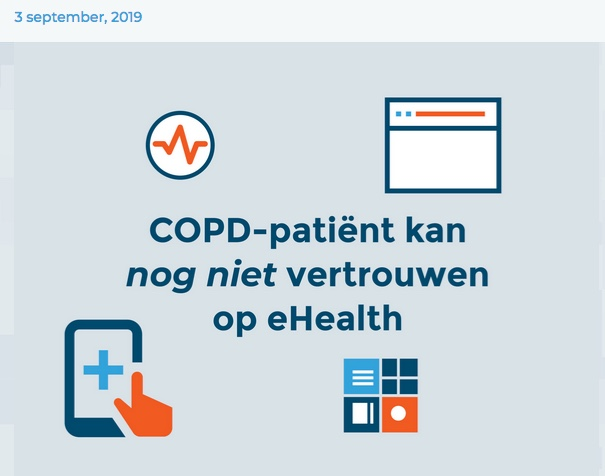 3 september, 2019
COPD-patiënt kan
nog niet vertrouwen
op eHealth